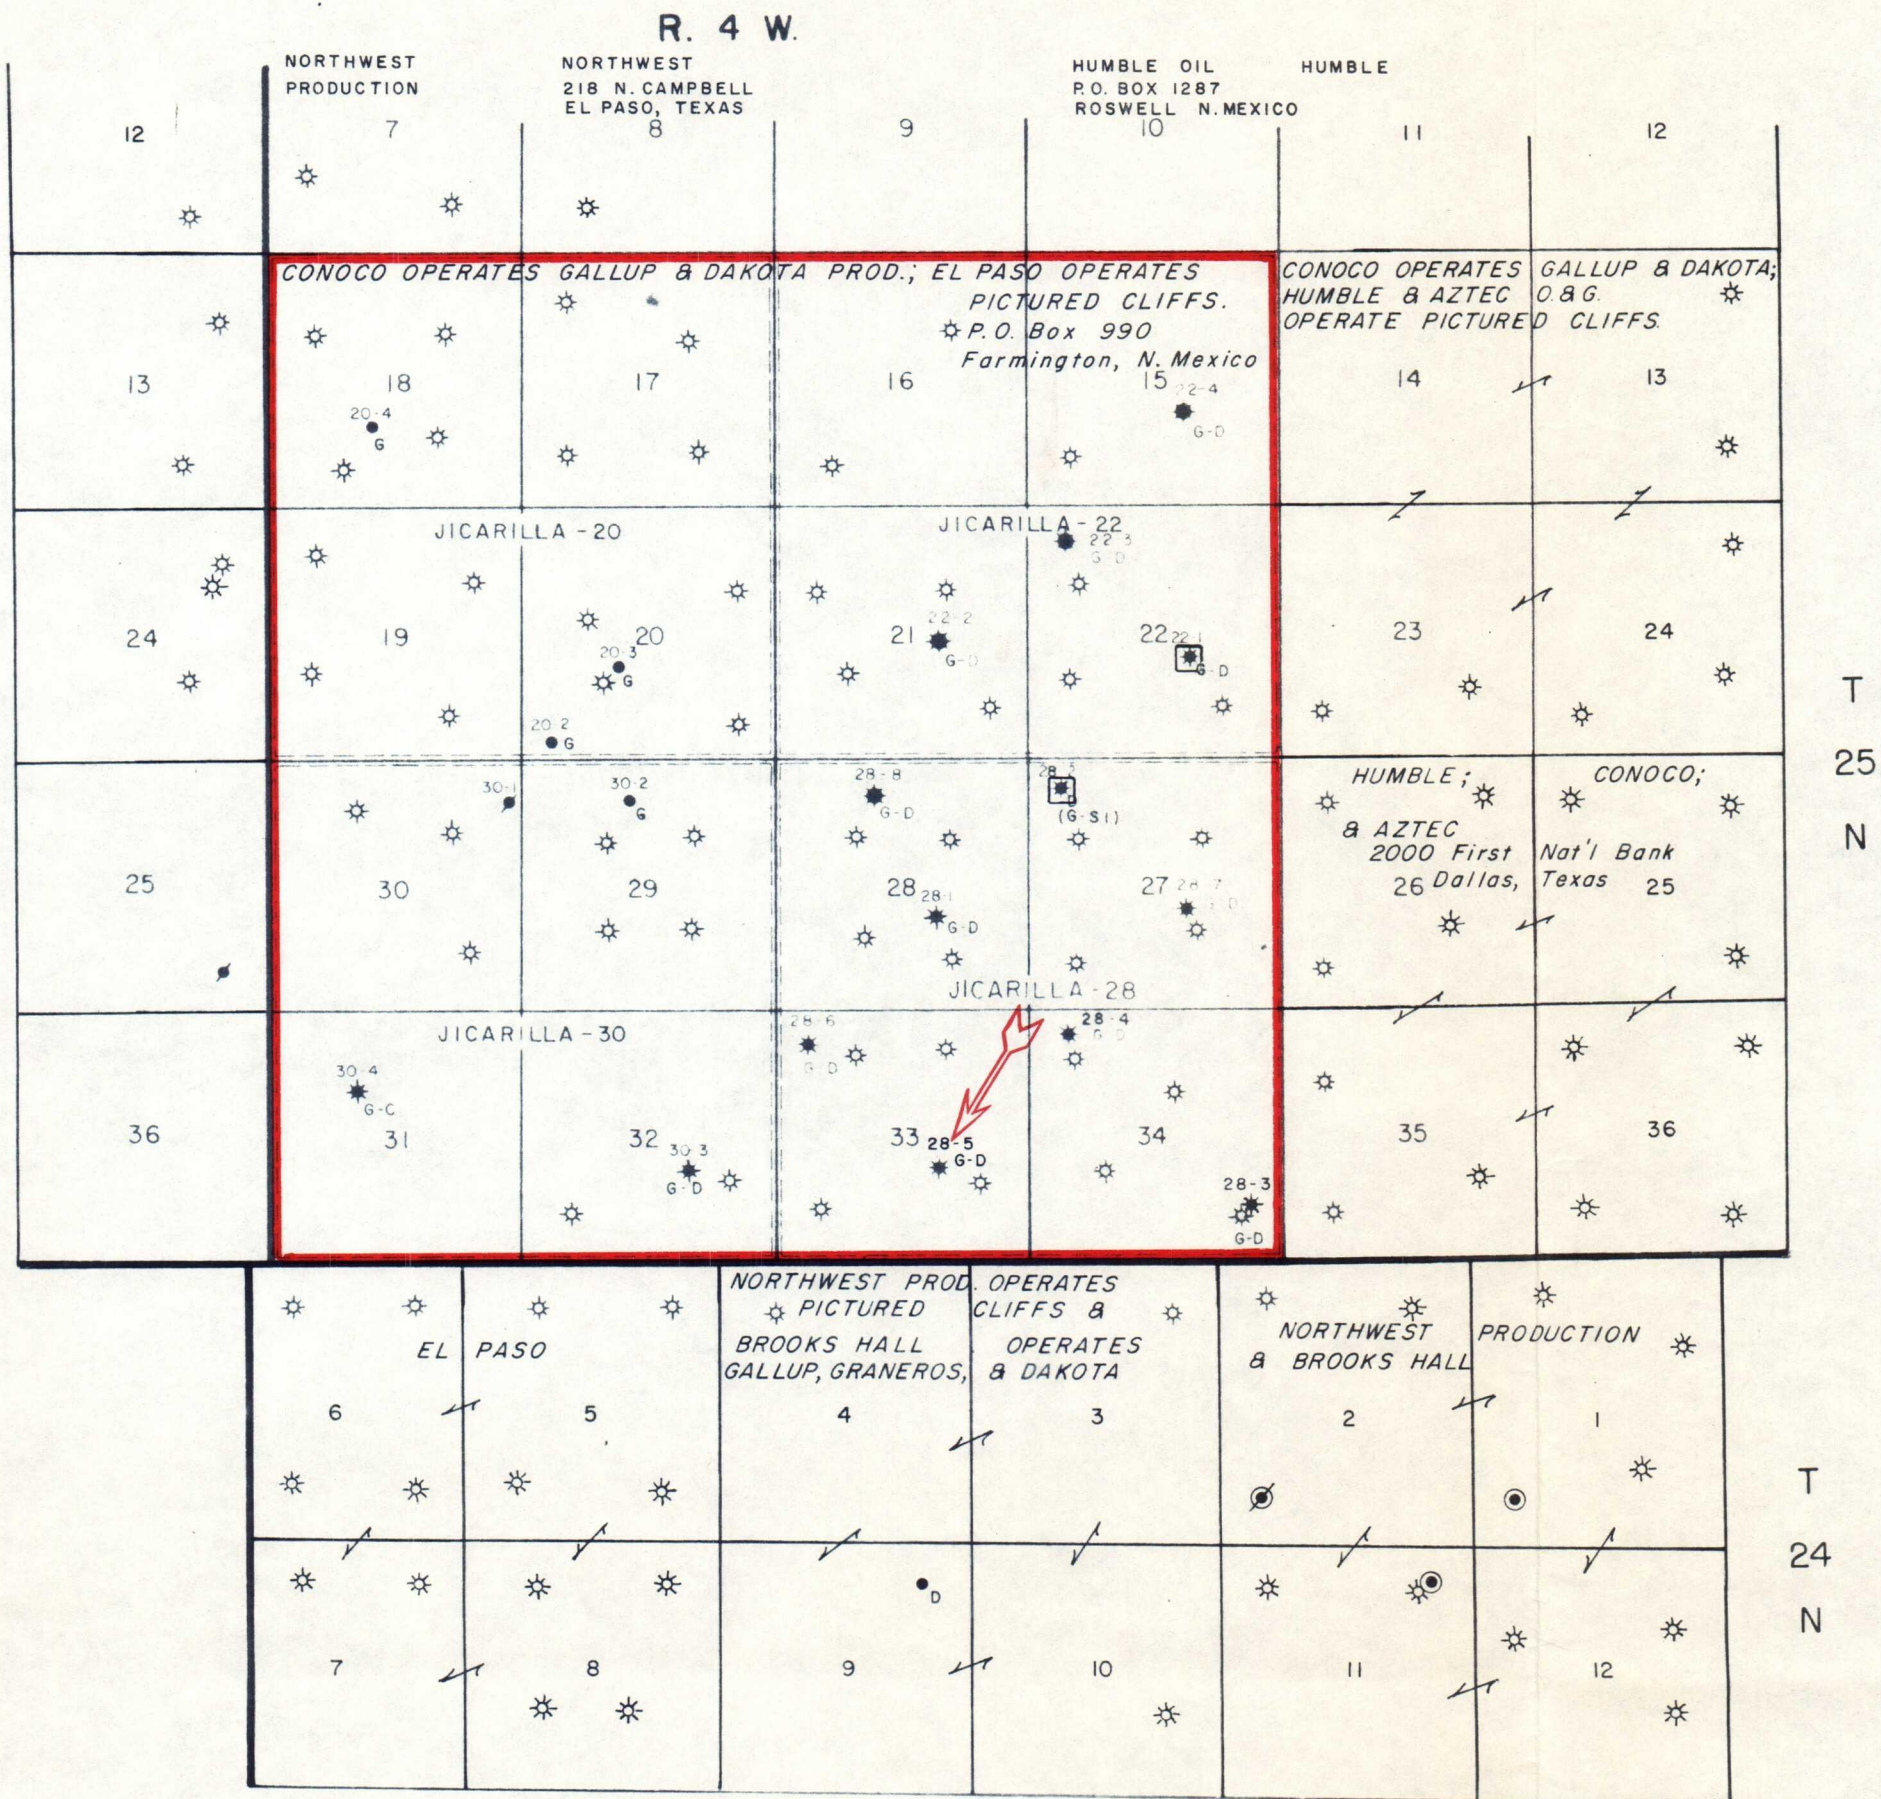 R. 4 W.
NORTHWEST
PRODUCTION
NORTHWEST
218 N. CAMPBELL
EL PASO, TEXAS
HUMBLE OIL
P.O. BOX 1287
ROSWELL N. MEXICO
HUMBLE
12 7 8 9 10 11 12
CONOCO OPERATES GALLUP & DAKOTA PROD.; EL PASO OPERATES
PICTURED CLIFFS.
P.O. Box 990
Farmington, N. Mexico
CONOCO OPERATES GALLUP & DAKOTA;
HUMBLE & AZTEC O.&G.
OPERATE PICTURED CLIFFS.
13 18 17 16 15 14 13
22-4
G-D
20-4
G
JICARILLA-20
JICARILLA-22
22-3
G-D
24 19 20 21 22 23 24
22-2
G-D
22-1
G-D
20-3
G
20-2
G
T
25
N
30-1
30-2
G
28-8
G-D
28-2
D
(G-SI)
HUMBLE; CONOCO;
& AZTEC
2000 First Nat'l Bank
Dallas, Texas
25 30 29 28 27 26 25
28-1
G-D
28-7
G-D
JICARILLA-28
JICARILLA-30
28-6
G-D
28-4
G-D
30-4
G-C
36 31 32 33 34 35 36
30-3
G-D
28-5
G-D
28-3
G-D
NORTHWEST PROD. OPERATES
PICTURED CLIFFS &
BROOKS HALL OPERATES
GALLUP, GRANEROS, & DAKOTA
EL PASO
NORTHWEST PRODUCTION
& BROOKS HALL
6 5 4 3 2 1
T
24
N
D
7 8 9 10 11 12